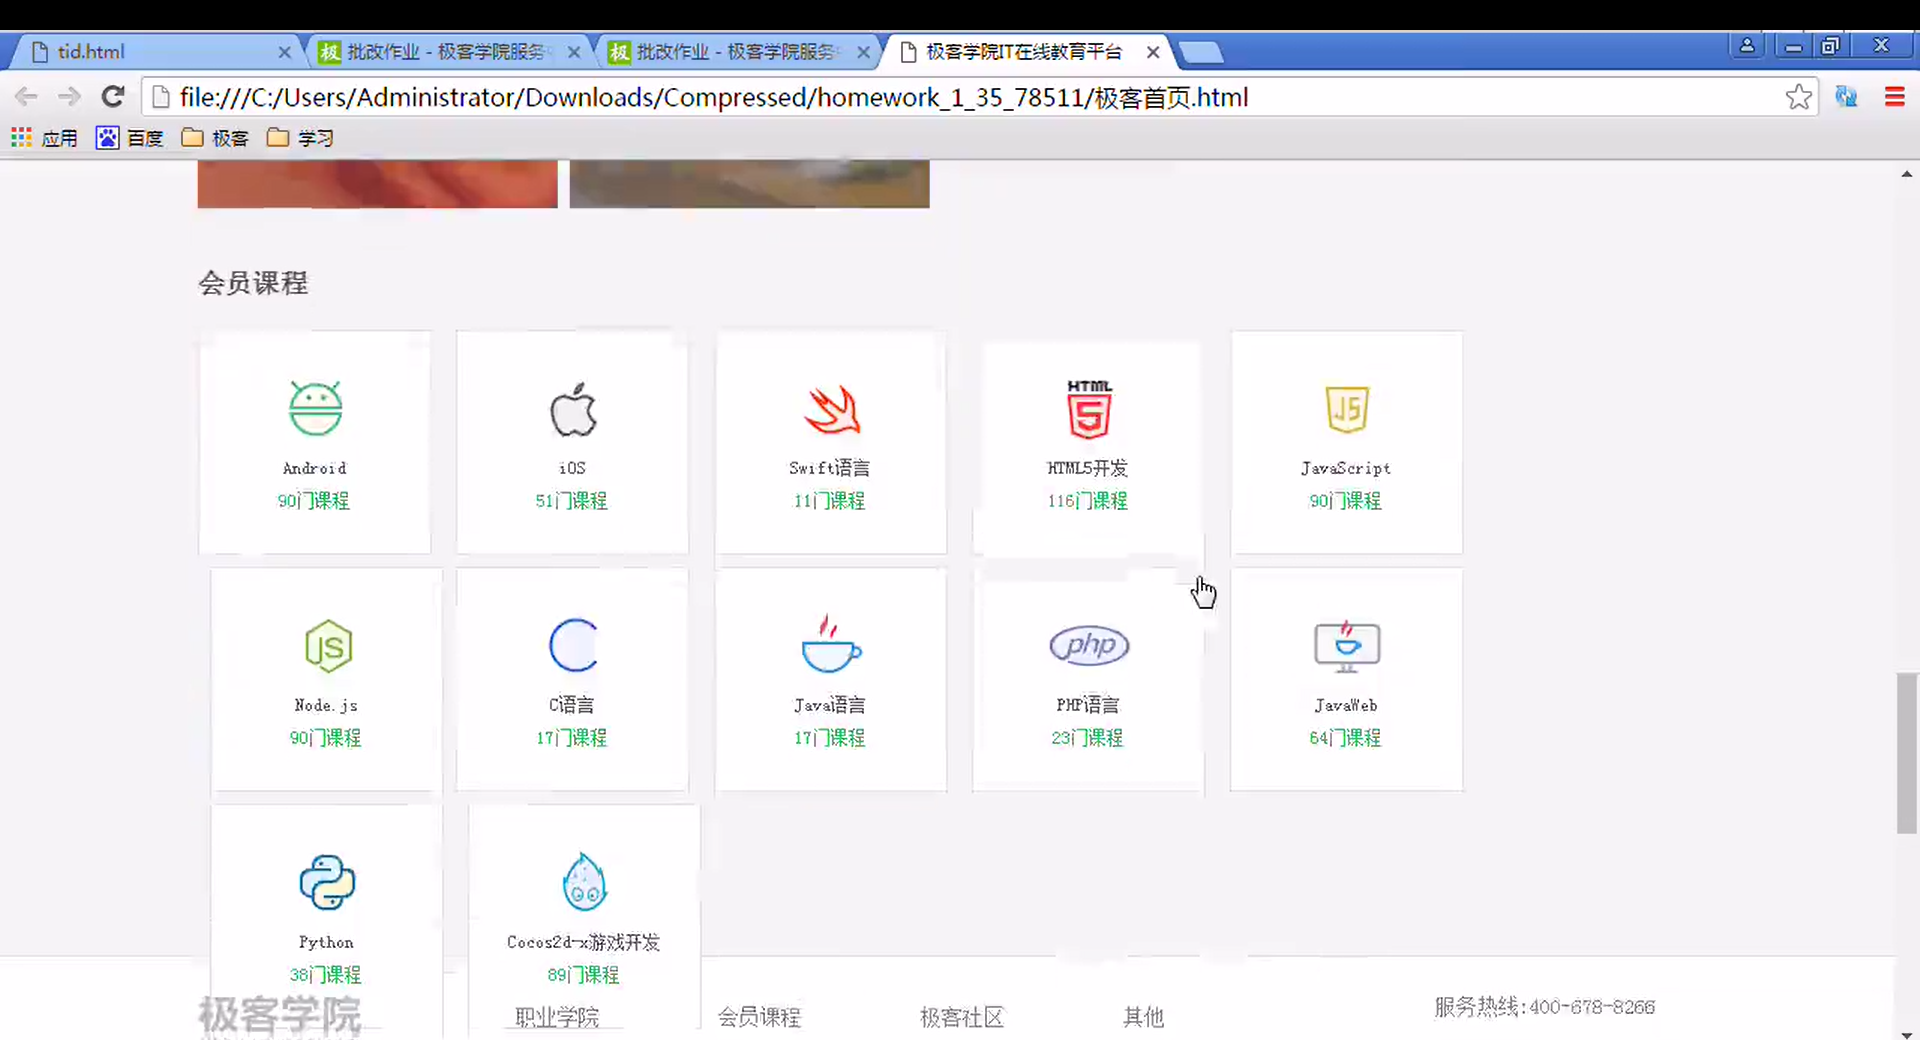 tid.html
批改作业 - 极客学院服务
批改作业 - 极客学院服务
极客学院IT在线教育平台
file:///C:/Users/Administrator/Downloads/Compressed/homework_1_35_78511/极客首页.html
应用
百度
极客
学习
会员课程
Android
90门课程
iOS
51门课程
Swift语言
11门课程
HTML
5
HTML5开发
116门课程
JS
JavaScript
90门课程
JS
Node.js
90门课程
C语言
17门课程
Java语言
17门课程
php
PHP语言
23门课程
JavaWeb
64门课程
Python
38门课程
Cocos2d-x游戏开发
89门课程
极客学院
职业学院
会员课程
极客社区
其他
服务热线:400-678-8266